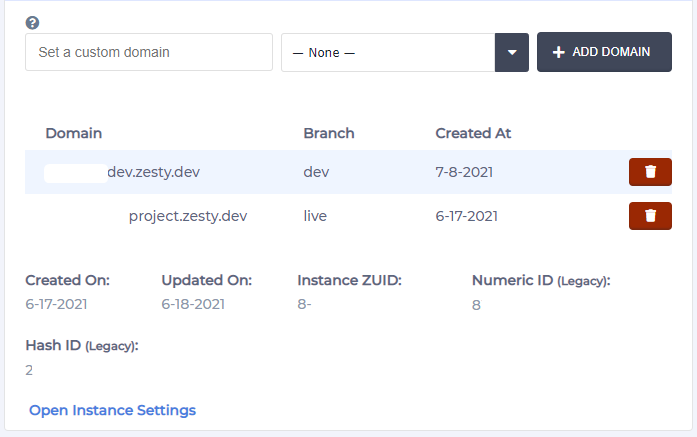 ?
Set a custom domain — None — + ADD DOMAIN
Domain Branch Created At
dev.zesty.dev dev 7-8-2021
project.zesty.dev live 6-17-2021
Created On: Updated On: Instance ZUID: Numeric ID (Legacy):
6-17-2021 6-18-2021 8- 8
Hash ID (Legacy):
2
Open Instance Settings